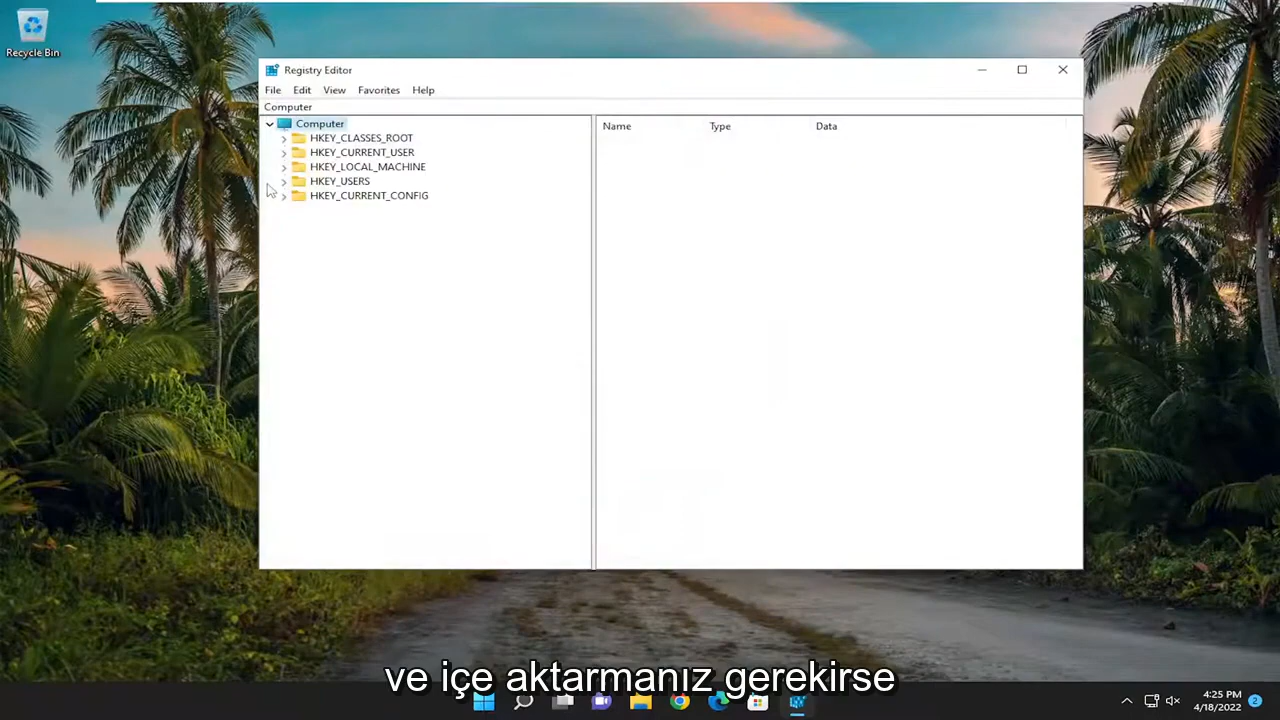 Recycle Bin
Registry Editor
File Edit View Favorites Help
Computer
Computer
HKEY_CLASSES_ROOT
HKEY_CURRENT_USER
HKEY_LOCAL_MACHINE
HKEY_USERS
HKEY_CURRENT_CONFIG
Name Type Data
ve içe aktarmanız gerekirse
4:25 PM
4/18/2022
2